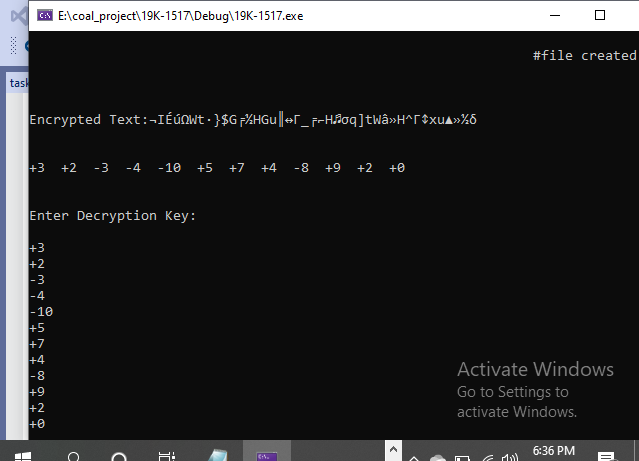 E:\coal_project\19K-1517\Debug\19K-1517.exe
task
#file created
Encrypted Text:¬IÉúΩWt·}$G╒½HGu║↔Γ_╒⌐H♬σq]tWâ»H^Γ↕xu▲»%δ
+3 +2 -3 -4 -10 +5 +7 +4 -8 +9 +2 +0
Enter Decryption Key:
+3
+2
-3
-4
-10
+5
+7
+4
-8
+9
+2
+0
Activate Windows
Go to Settings to
activate Windows.
6:36 PM